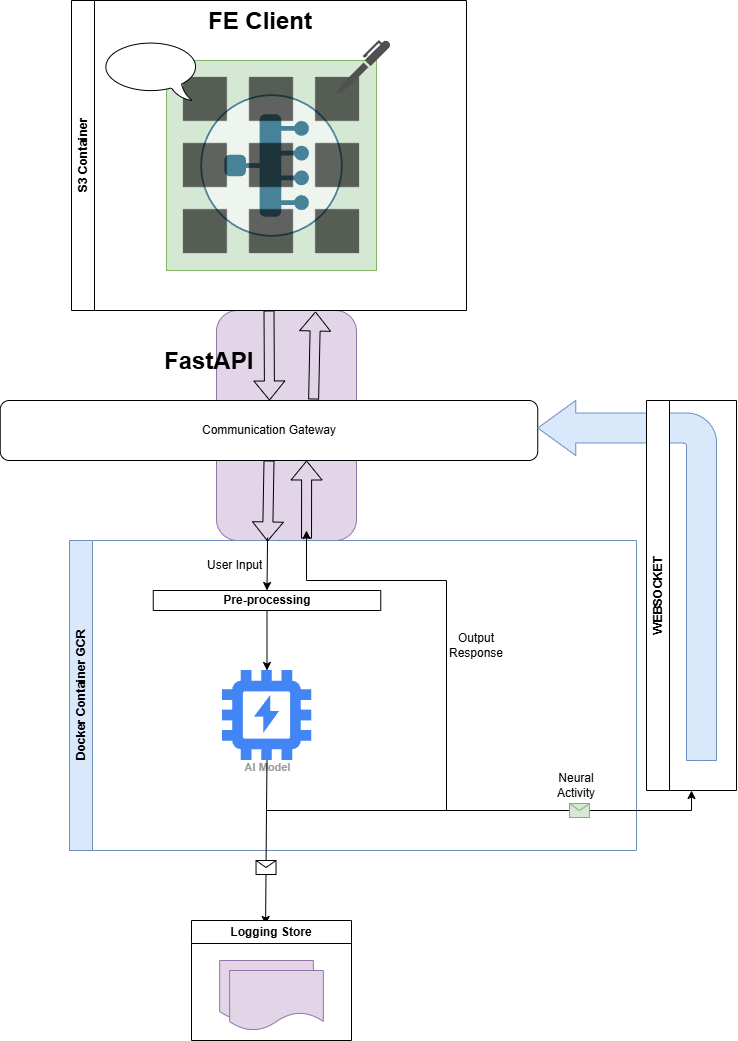 FE Client
S3 Container
FastAPI
Communication Gateway
WEBSOCKET
User Input
Pre-processing
Output
Response
Docker Container GCR
AI Model
Neural
Activity
Logging Store